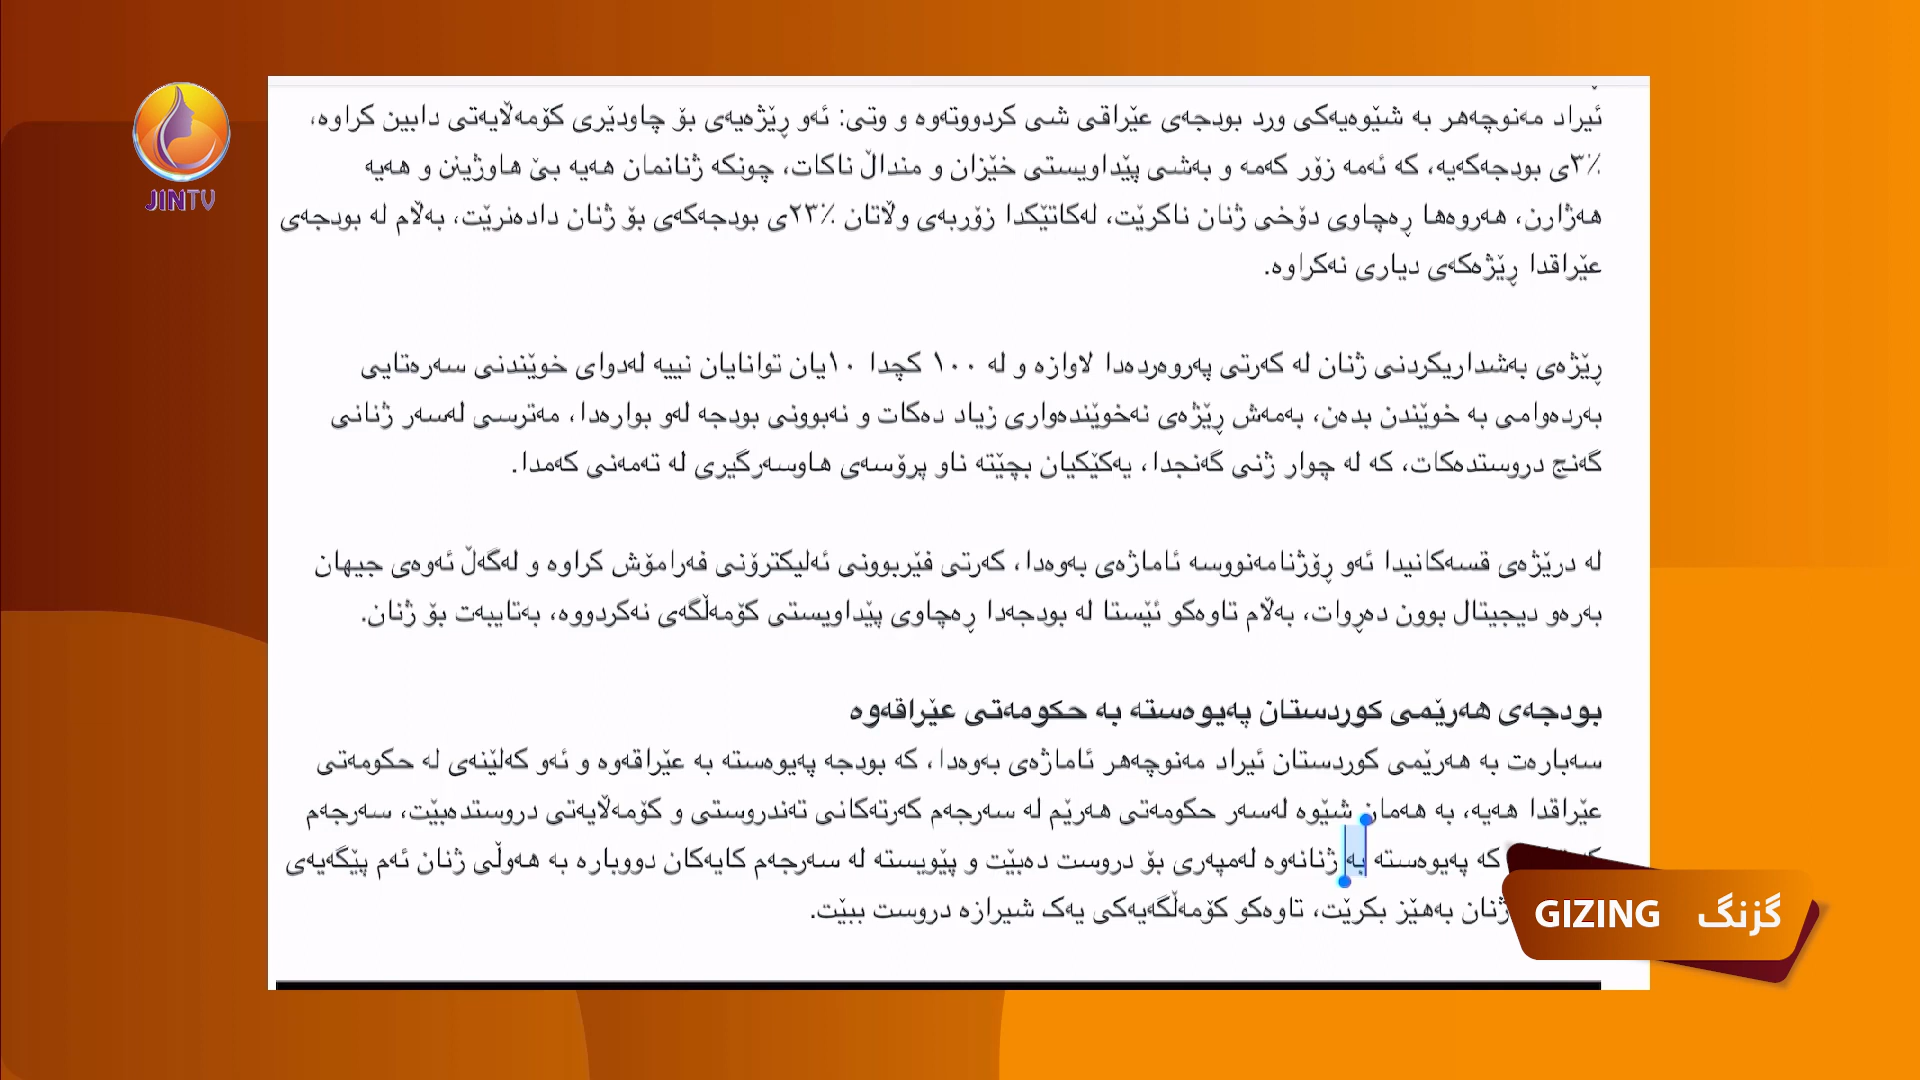 JINTV
ئیراد مەنوچەهر بە شێوەیەکی ورد بودجەی عێراقی شی کردووتەوە و وتی: ئەو ڕێژەیەی بۆ چاودێری کۆمەڵایەتی دابین کراوە،
٣٪ی بودجەکەیە، کە ئەمە زۆر کەمە و بەشی پێداویستی خێزان و منداڵ ناکات، چونکە ژنانمان هەیە بێ هاوژینن و هەیە
هەژارن، هەروەها ڕەچاوی دۆخی ژنان ناکرێت، لەکاتێکدا زۆربەی وڵاتان ٢٣٪ی بودجەکەی بۆ ژنان دادەنرێت، بەڵام لە بودجەی
عێراقدا ڕێژەکەی دیاری نەکراوە.
ڕێژەی بەشداریکردنی ژنان لە کەرتی پەروەردەدا لاوازە و لە ١٠٠ کچدا ١٠یان توانایان نییە لەدوای خوێندنی سەرەتایی
بەردەوامی بە خوێندن بدەن، بەمەش ڕێژەی نەخوێندەواری زیاد دەکات و نەبوونی بودجە لەو بوارەدا، مەترسی لەسەر ژنانی
گەنج دروستدەکات، کە لە چوار ژنی گەنجدا، یەکێکیان بچێتە ناو پرۆسەی هاوسەرگیری لە تەمەنی کەمدا.
لە درێژەی قسەکانیدا ئەو ڕۆژنامەنووسە ئاماژەی بەوەدا، کەرتی فێربوونی ئەلیکترۆنی فەرامۆش کراوە و لەگەڵ ئەوەی جیهان
بەرەو دیجیتال بوون دەڕوات، بەڵام تاوەکو ئێستا لە بودجەدا ڕەچاوی پێداویستی کۆمەڵگەی نەکردووە، بەتایبەت بۆ ژنان.
بودجەی هەرێمی کوردستان پەیوەستە بە حکومەتی عێراقەوە
سەبارەت بە هەرێمی کوردستان ئیراد مەنوچەهر ئاماژەی بەوەدا، کە بودجە پەیوەستە بە عێراقەوە و ئەو کەلێنەی لە حکومەتی
عێراقدا هەیە، بە هەمان شێوە لەسەر حکومەتی هەرێم لە سەرجەم کەرتەکانی تەندروستی و کۆمەڵایەتی دروستدەبێت، سەرجەم
کە پەیوەستە بە ژنانەوە لەمپەری بۆ دروست دەبێت و پێویستە لە سەرجەم کایەکان دووبارە بە هەوڵی ژنان ئەم پێگەیەی
ژنان بەهێز بکرێت، تاوەکو کۆمەڵگەیەکی یەک شیرازە دروست ببێت.
GIZING گزنگ